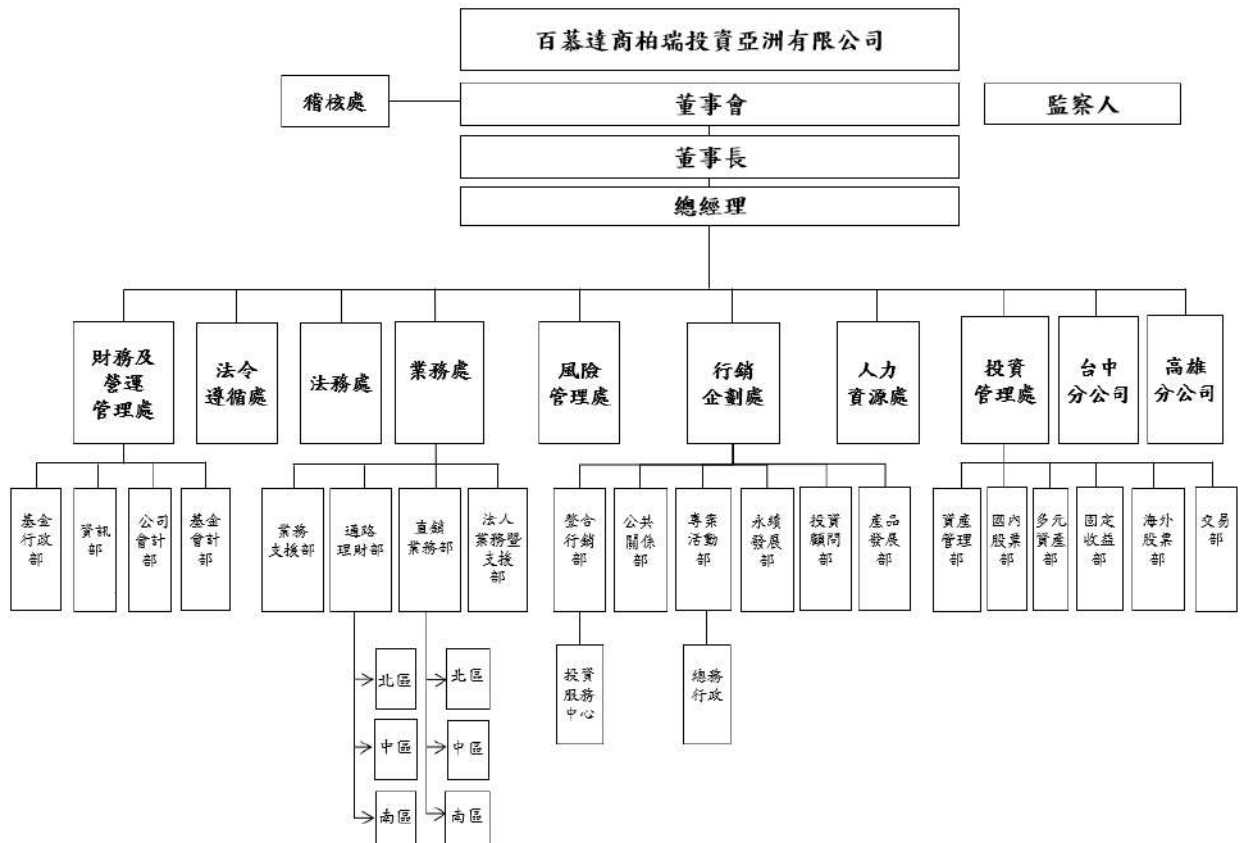 百慕達商柏瑞投資亞洲有限公司
稽核處
董事會
監察人
董事長
總經理
財務及
營運
管理處
法令
遵循處
法務處
業務處
風險
管理處
行銷
企劃處
人力
資源處
投資
管理處
台中
分公司
高雄
分公司
基金
行政
部
資訊
部
公司
會計
部
基金
會計
部
業務
支援部
通路
理財部
直銷
業務部
法人
業務暨
支援
部
整合
行銷
部
公共
關係
部
專案
活動
部
永續
發展
部
投資
顧問
部
產品
發展
部
資產
管理
部
國內
股票
部
多元
資產
部
固定
收益
部
海外
股票
部
交易
部
北區
北區
中區
中區
南區
南區
投資
服務
中心
總務
行政